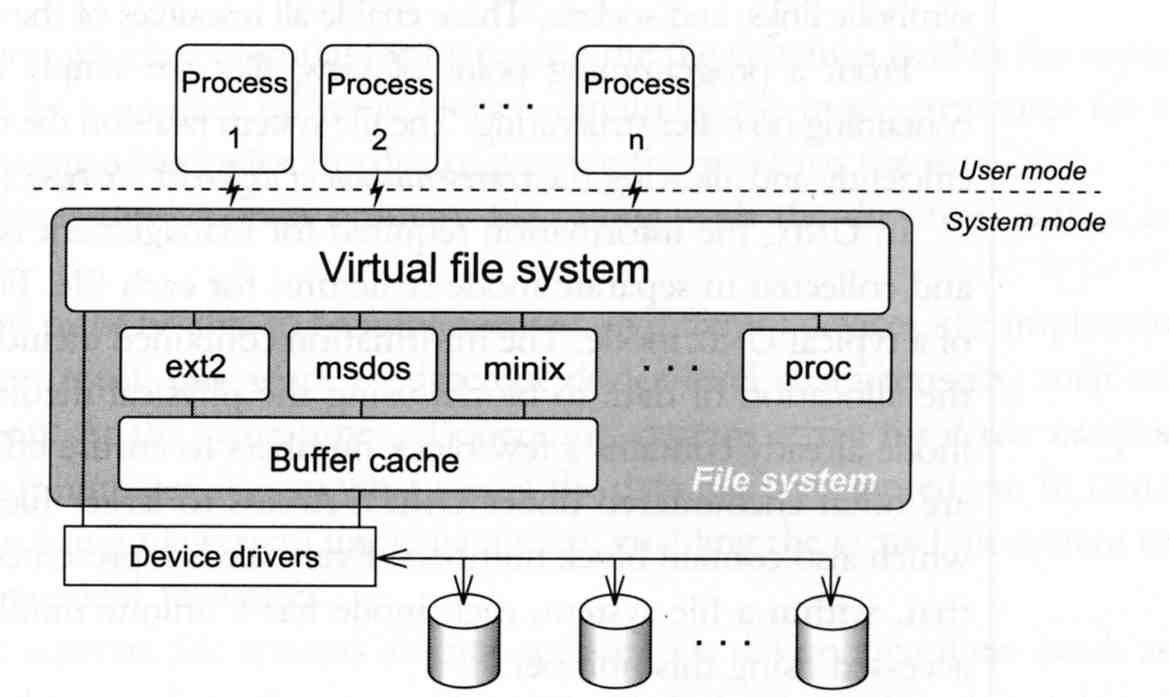 Process 1
Process 2
. . .
Process n
User mode
System mode
Virtual file system
ext2
msdos
minix
. . .
proc
Buffer cache
File system
Device drivers
. . .